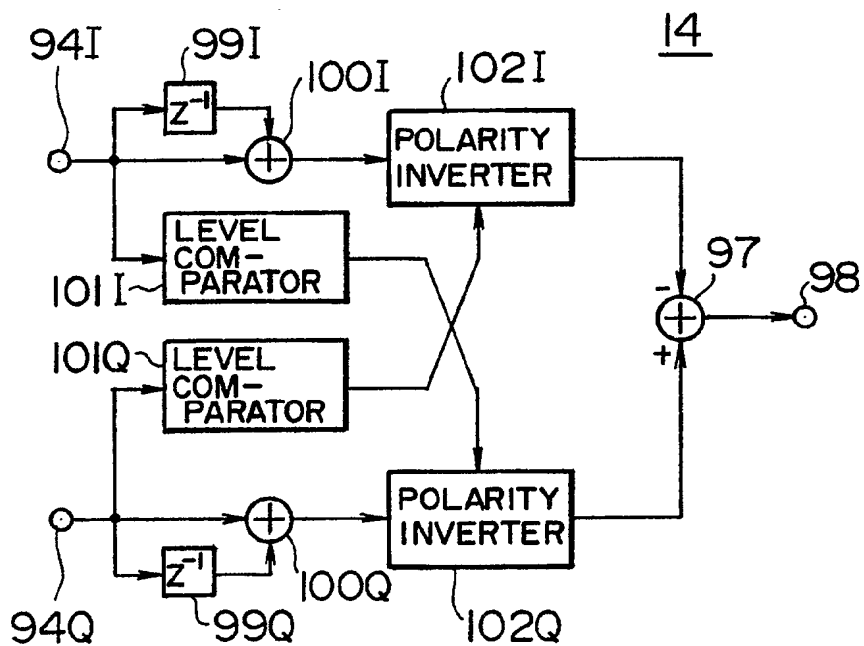 14
94I
99I
100I
102I
Z⁻¹
POLARITY
INVERTER
LEVEL
COM-
PARATOR
101I
97
98
-
+
101Q
LEVEL
COM-
PARATOR
POLARITY
INVERTER
Z⁻¹
94Q
99Q
100Q
102Q